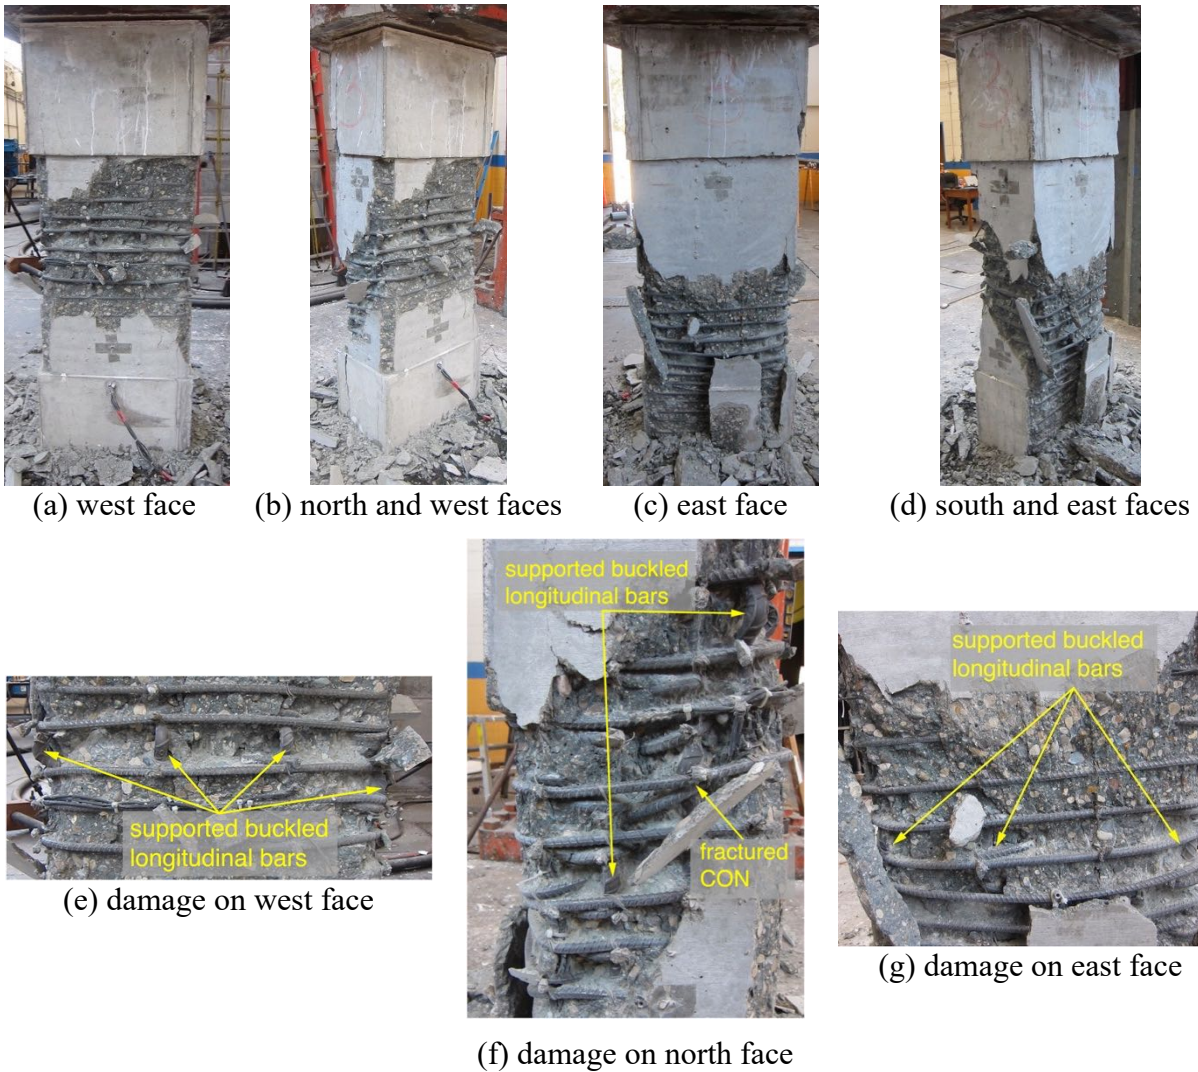 (a) west face
(b) north and west faces
(c) east face
(d) south and east faces
supported buckled
longitudinal bars
(e) damage on west face
supported buckled
longitudinal bars
fractured
CON
(f) damage on north face
supported buckled
longitudinal bars
(g) damage on east face